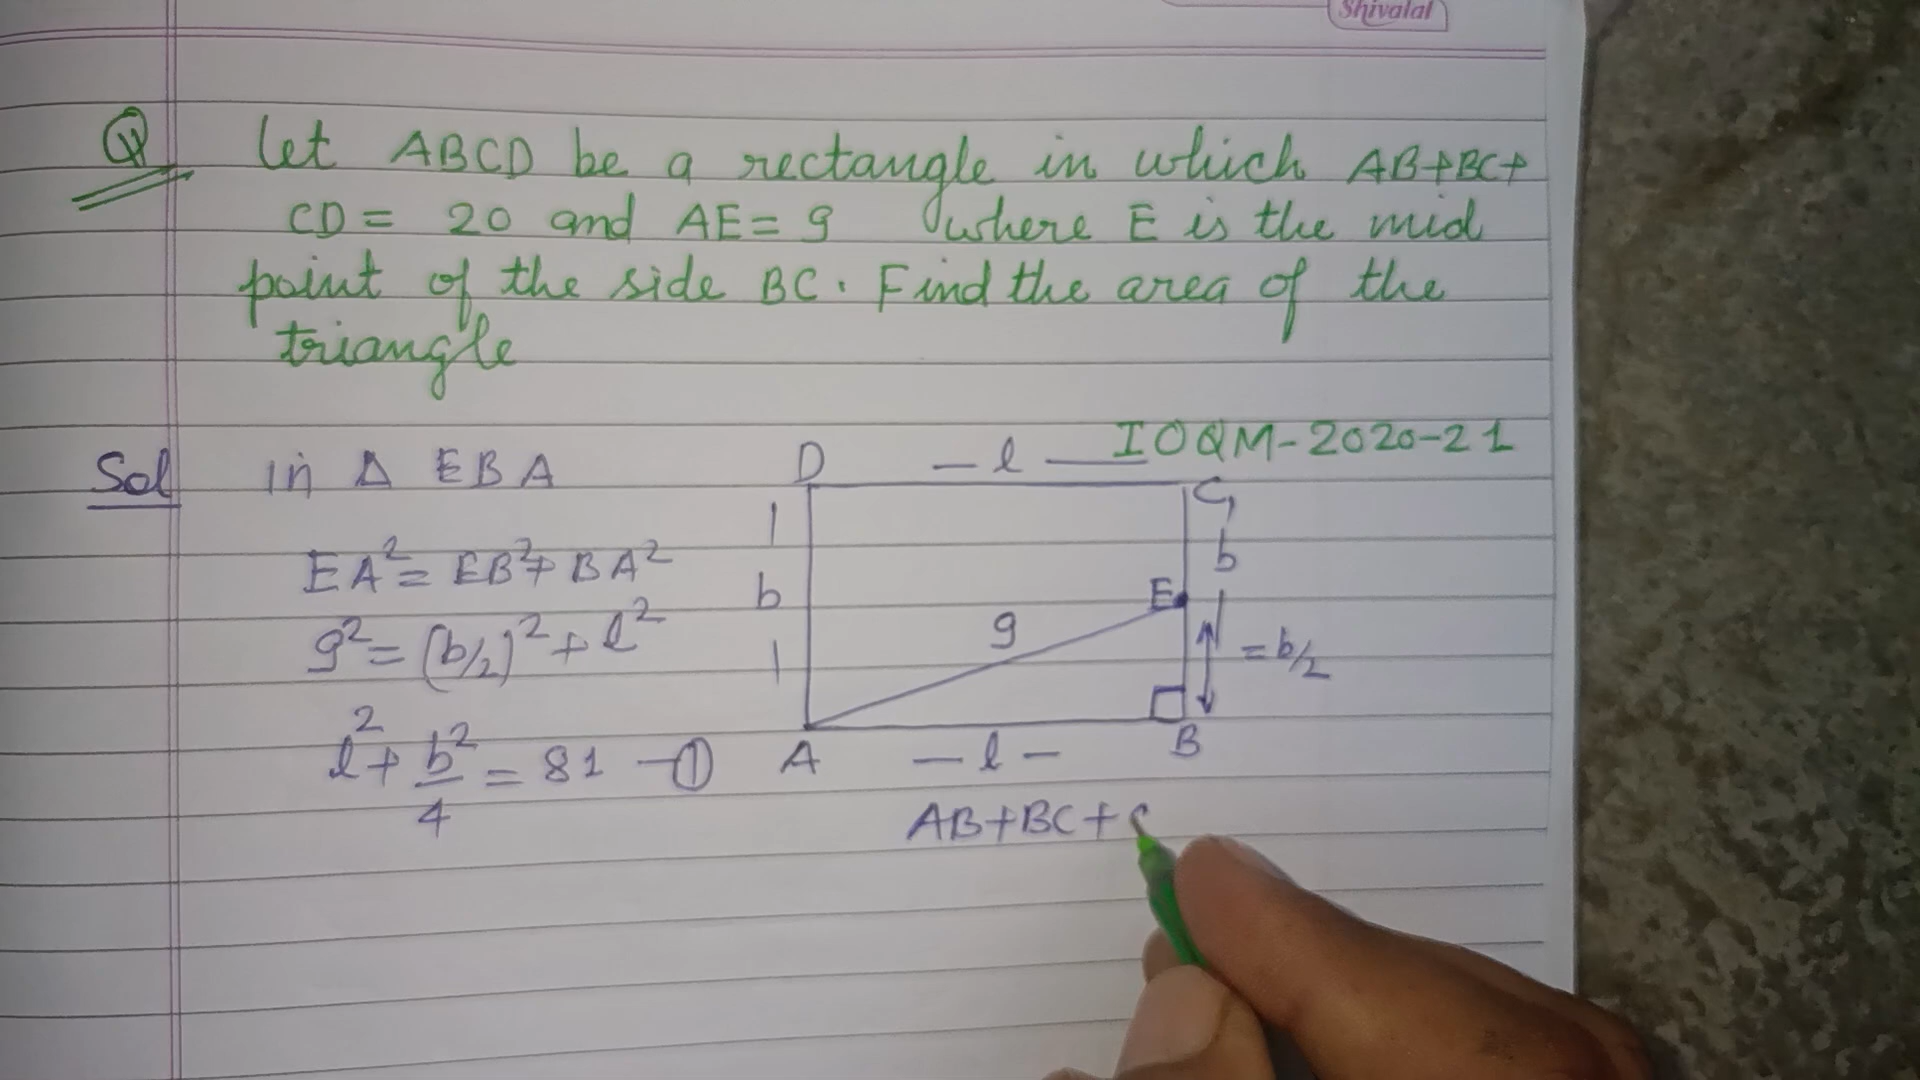 Shivalal
Q Let ABCD be a rectangle in which AB+BC+
CD = 20 and AE = 9 where E is the mid
point of the side BC. Find the area of the
triangle
IOQM-2020-21
Sol in Δ EBA
EA² = EB² + BA²
9² = (b/2)² + l²
l² + b²/4 = 81 -①
D - l - C
b
b
E
9
= b/2
A - l - B
AB+BC+